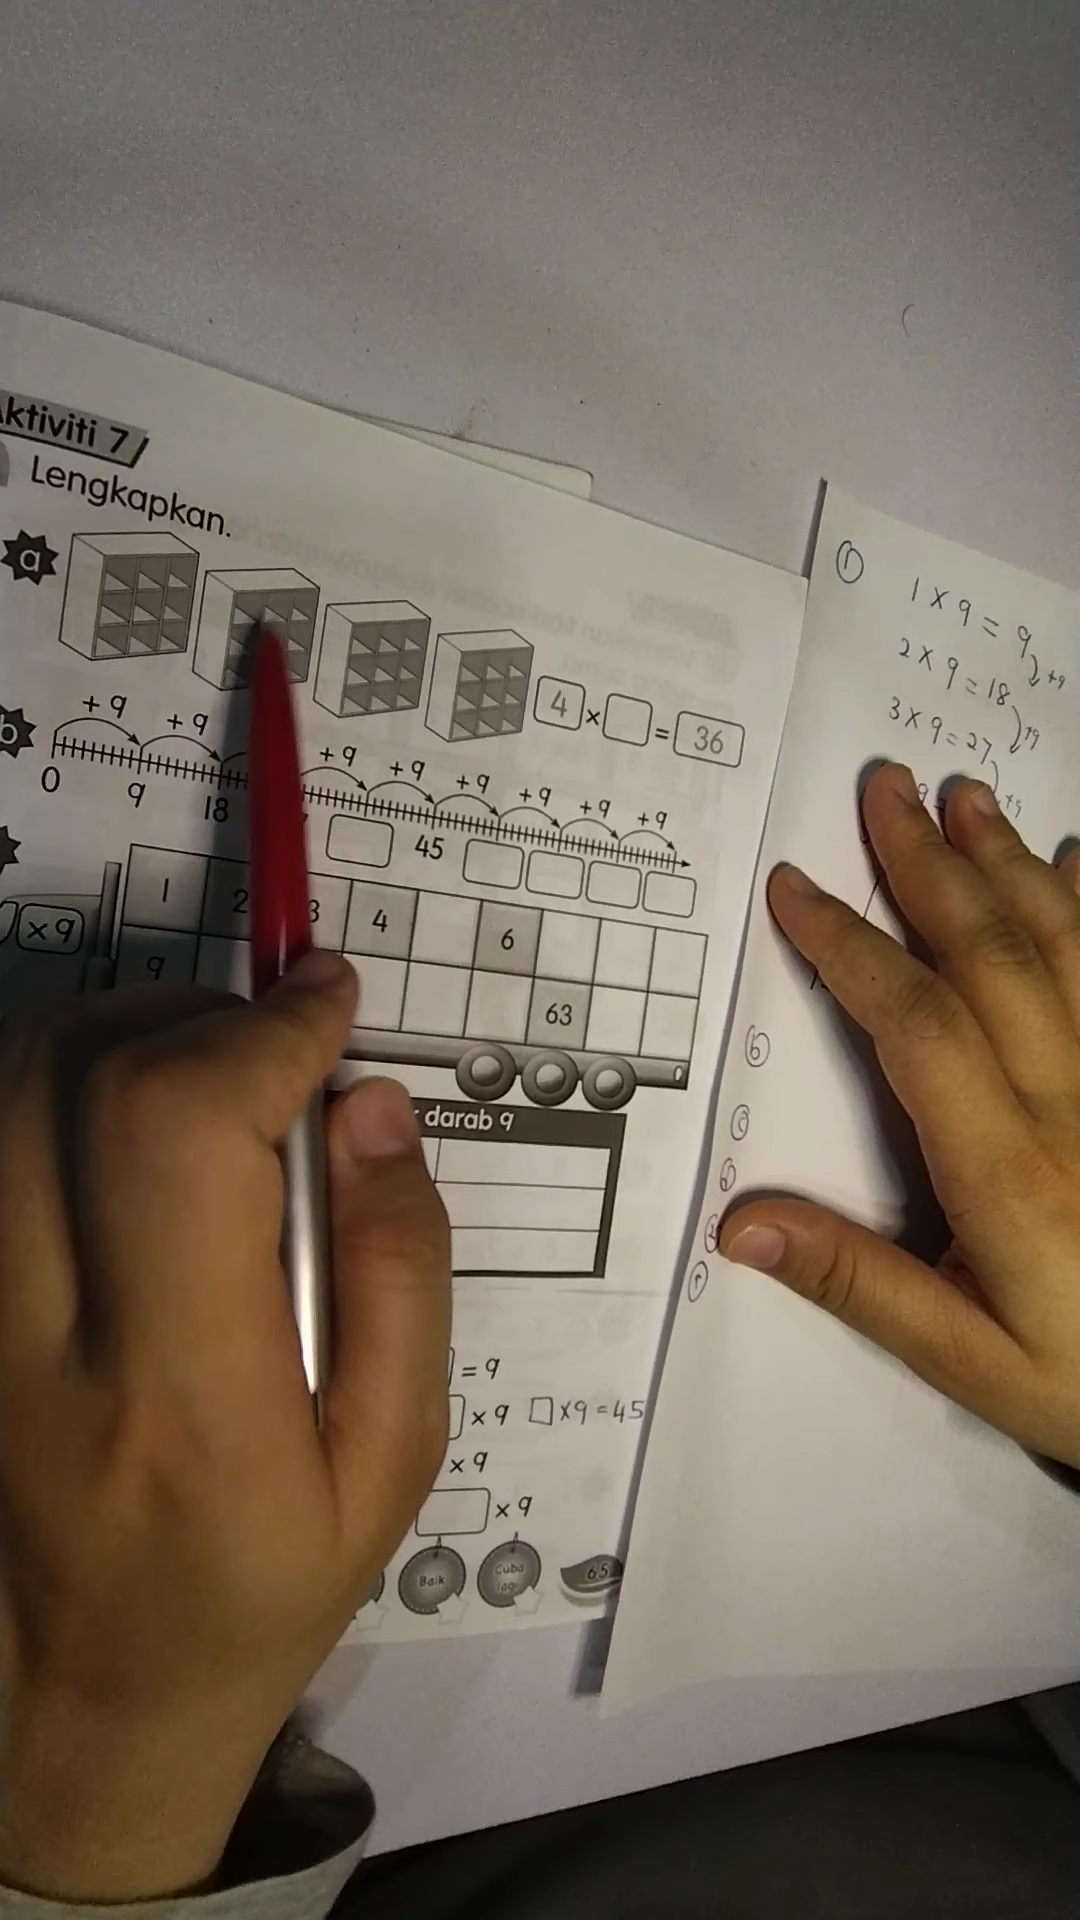 ktiviti 7
Lengkapkan.
a
4 × = 36
b
+9 +9 +9 +9 +9 +9 +9 +9
0 9 18 45
×9
1 2 3 4 6
9 63
darab 9
= 9
× 9 □×9=45
× 9
× 9
Baik
Cuba lagi
65
1
1 × 9 = 9
+9
2 × 9 = 18
+9
3 × 9 = 27
+9
9
b
c
d